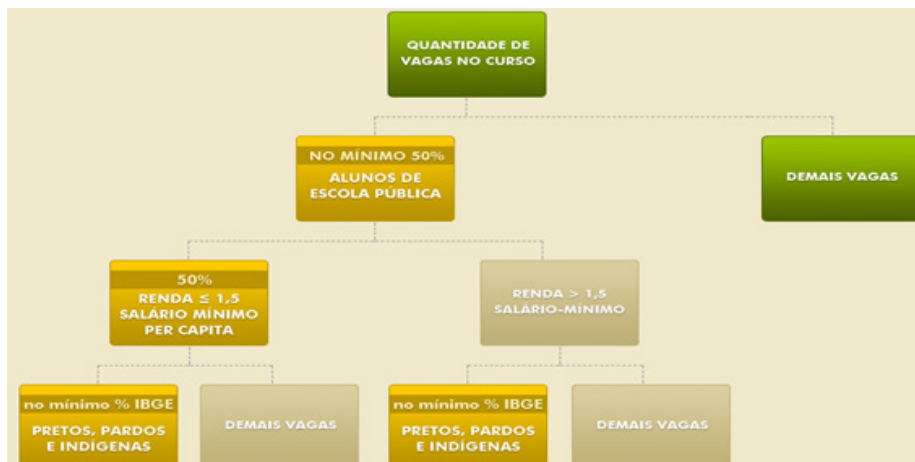 QUANTIDADE DE
VAGAS NO CURSO
NO MÍNIMO 50%
ALUNOS DE
ESCOLA PÚBLICA
DEMAIS VAGAS
50%
RENDA ≤ 1,5
SALÁRIO MÍNIMO
PER CAPITA
RENDA > 1,5
SALÁRIO-MÍNIMO
no mínimo % IBGE
PRETOS, PARDOS
E INDÍGENAS
DEMAIS VAGAS
no mínimo % IBGE
PRETOS, PARDOS
E INDÍGENAS
DEMAIS VAGAS